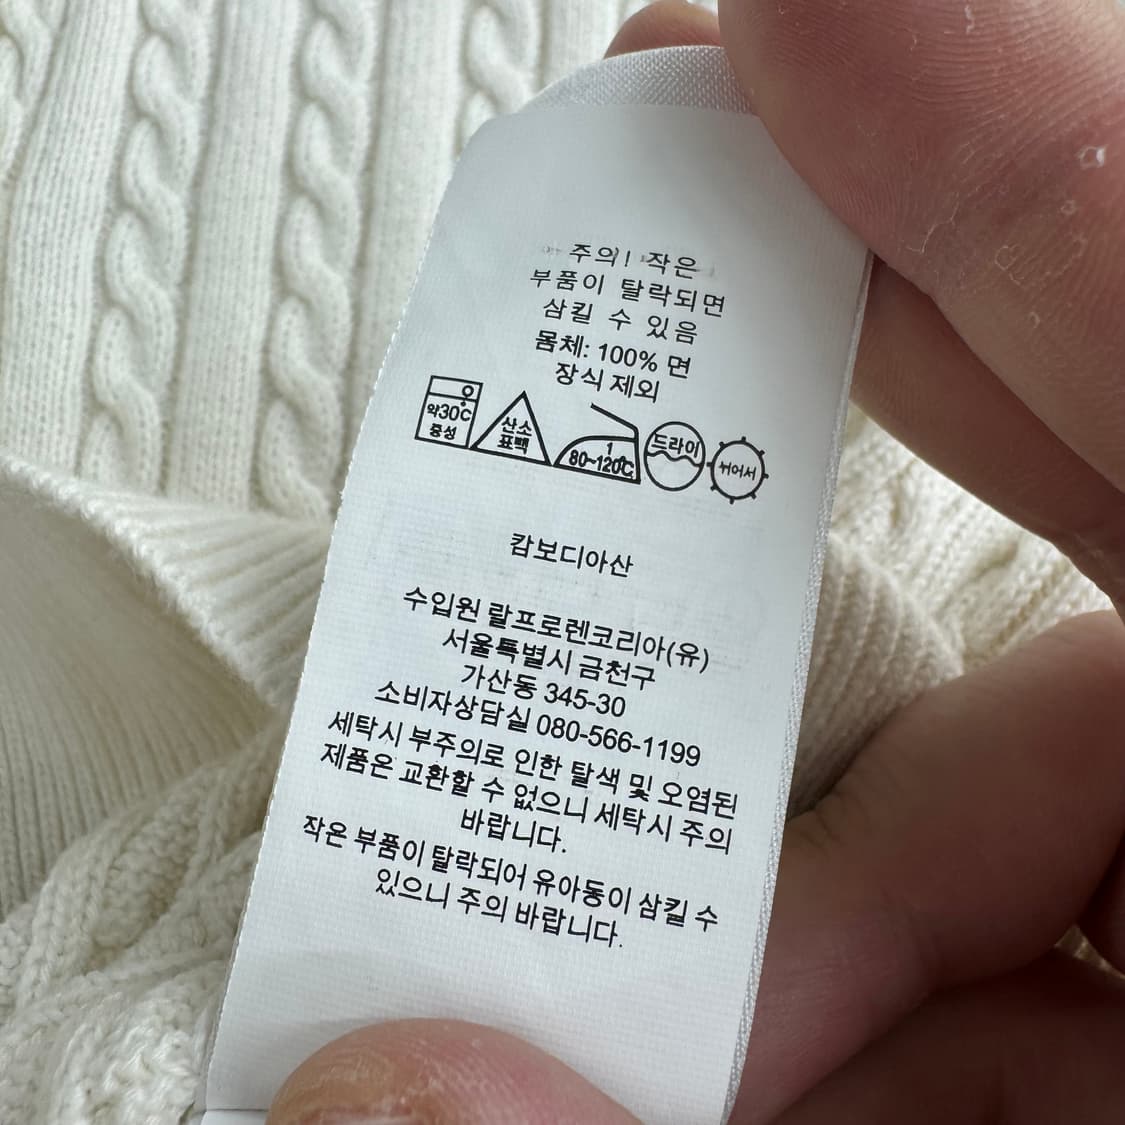 주의! 작은
부품이 탈락되면
삼킬 수 있음
몸체: 100% 면
장식 제외
약30℃
중성
산소
표백
1
80~120℃
드라이
뉘어서
캄보디아산
수입원 랄프로렌코리아(유)
서울특별시 금천구
가산동 345-30
소비자상담실 080-566-1199
세탁시 부주의로 인한 탈색 및 오염된
제품은 교환할 수 없으니 세탁시 주의
바랍니다.
작은 부품이 탈락되어 유아동이 삼킬 수
있으니 주의 바랍니다.